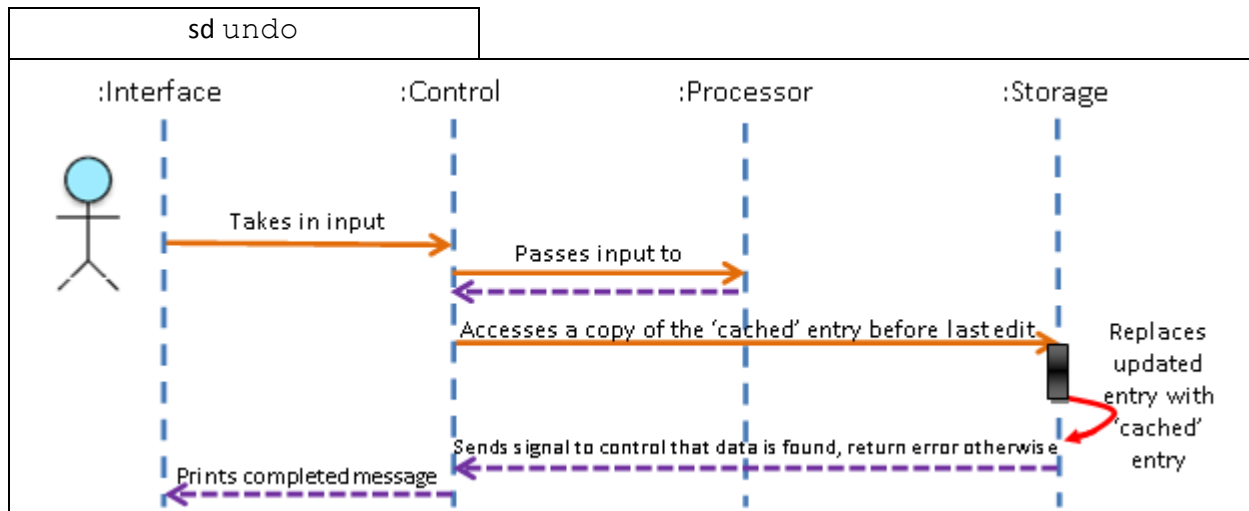 sd undo
:Interface
:Control
:Processor
:Storage
Takes in input
Passes input to
Accesses a copy of the ‘cached’ entry before last edit
Replaces
updated
entry with
‘cached’
entry
Sends signal to control that data is found, return error otherwise
Prints completed message